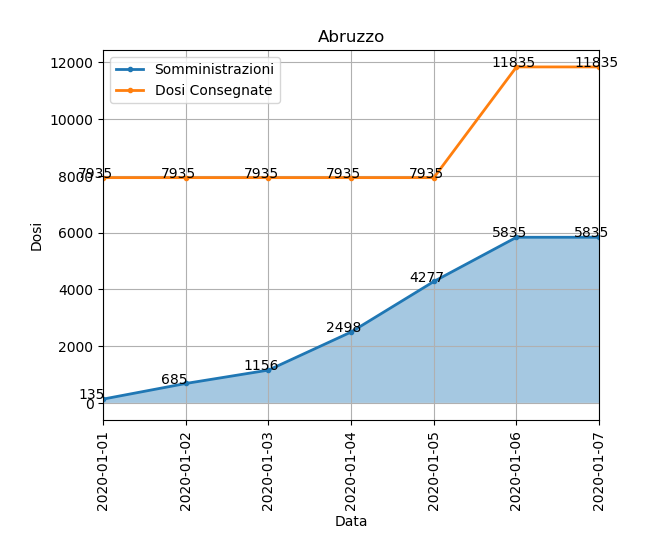 Abruzzo
Somministrazioni
Dosi Consegnate
12000
10000
8000
6000
4000
2000
0
Dosi
11835 11835
7935 7935 7935 7935 7935
135 685 1156 2498 4277 5835 5835
2020-01-01 2020-01-02 2020-01-03 2020-01-04 2020-01-05 2020-01-06 2020-01-07
Data